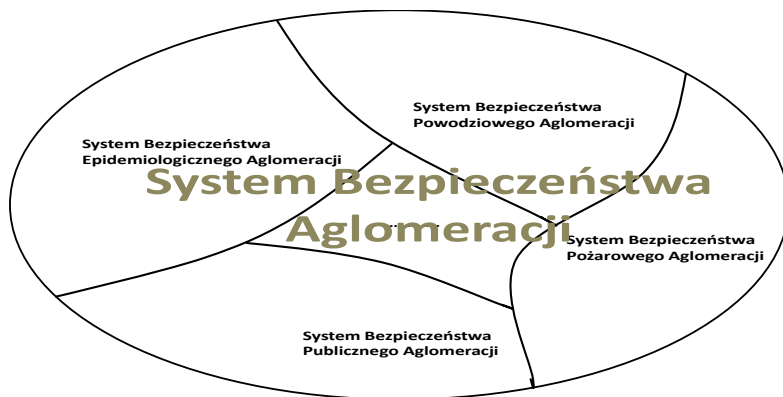 System Bezpieczeństwa
Powodziowego Aglomeracji
System Bezpieczeństwa
Epidemiologicznego Aglomeracji
System Bezpieczeństwa
Aglomeracji
System Bezpieczeństwa
Pożarowego Aglomeracji
System Bezpieczeństwa
Publicznego Aglomeracji